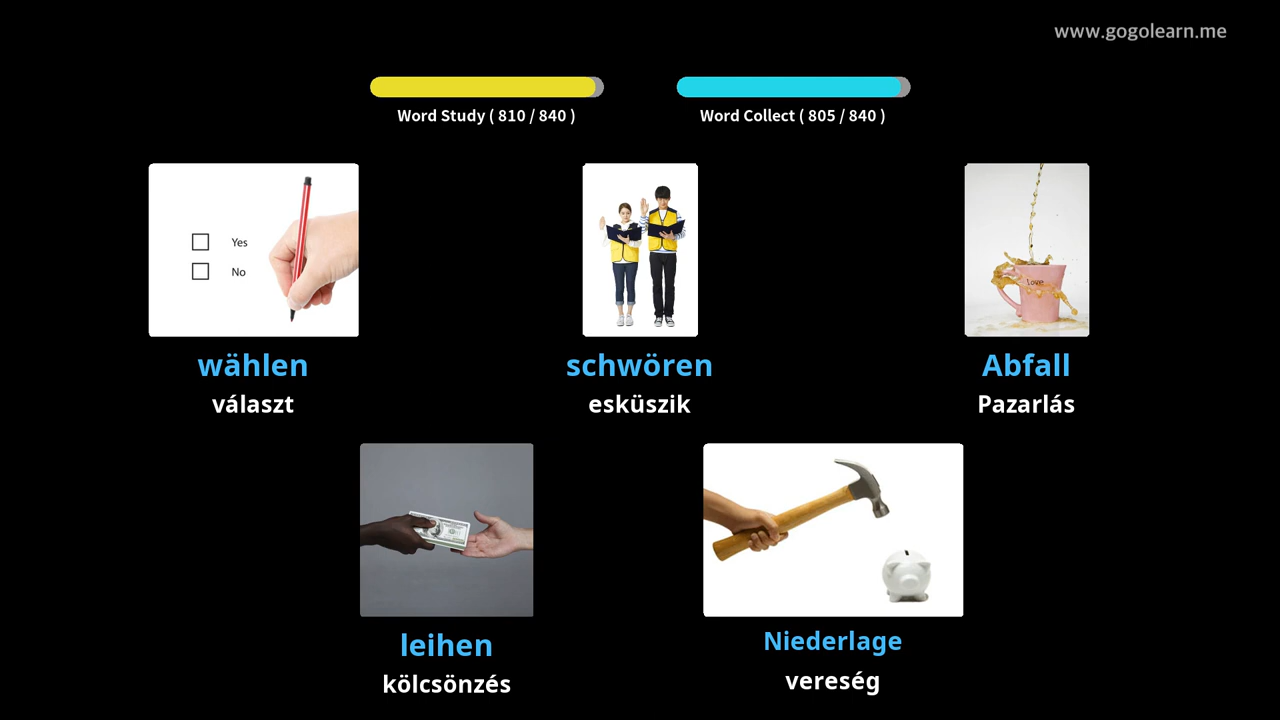 www.gogolearn.me
Word Study ( 810 / 840 )
Word Collect ( 805 / 840 )
Yes
No
Love
wählen
schwören
Abfall
választ
esküszik
Pazarlás
leihen
Niederlage
kölcsönzés
vereség